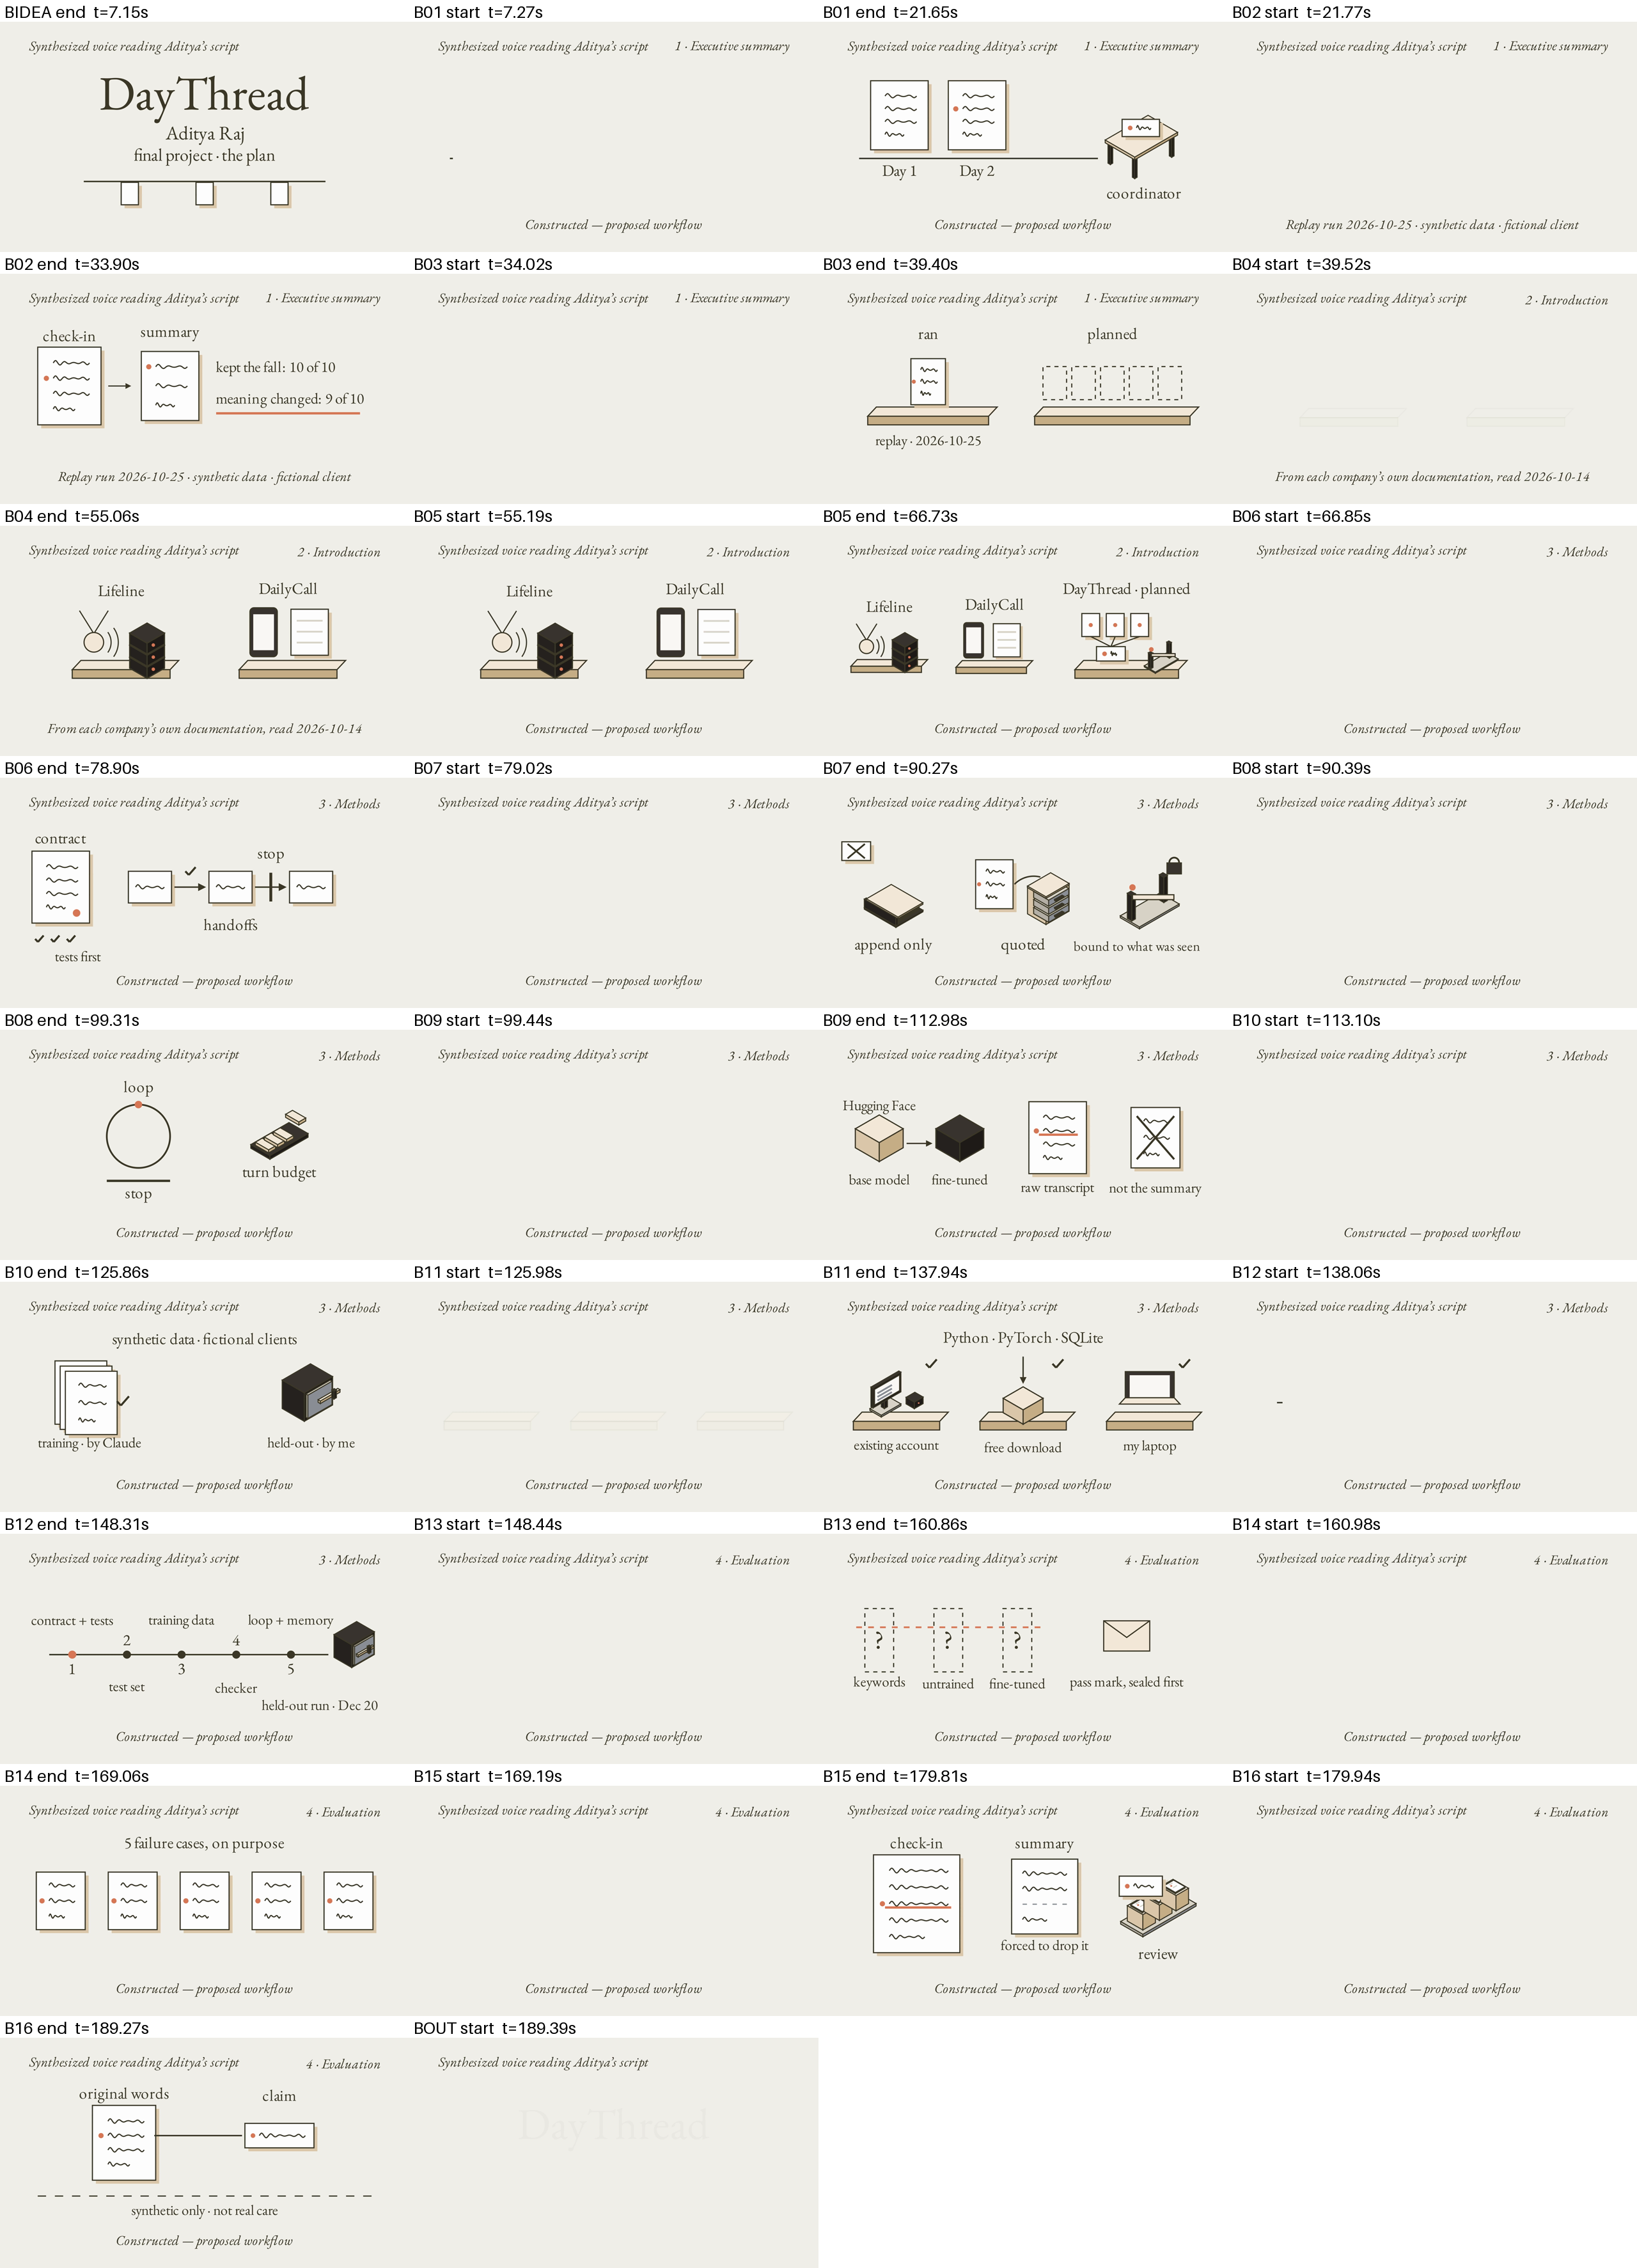 BIDEA end t=7.15s
Synthesized voice reading Aditya's script
DayThread
Aditya Raj
final project · the plan
B01 start t=7.27s
Synthesized voice reading Aditya's script
1 · Executive summary
Constructed — proposed workflow
B01 end t=21.65s
Synthesized voice reading Aditya's script
1 · Executive summary
Day 1
Day 2
coordinator
Constructed — proposed workflow
B02 start t=21.77s
Synthesized voice reading Aditya's script
1 · Executive summary
Replay run 2026-10-25 · synthetic data · fictional client
B02 end t=33.90s
Synthesized voice reading Aditya's script
1 · Executive summary
check-in
summary
kept the fall: 10 of 10
meaning changed: 9 of 10
Replay run 2026-10-25 · synthetic data · fictional client
B03 start t=34.02s
Synthesized voice reading Aditya's script
1 · Executive summary
B03 end t=39.40s
Synthesized voice reading Aditya's script
1 · Executive summary
ran
planned
replay · 2026-10-25
B04 start t=39.52s
Synthesized voice reading Aditya's script
2 · Introduction
From each company's own documentation, read 2026-10-14
B04 end t=55.06s
Synthesized voice reading Aditya's script
2 · Introduction
Lifeline
DailyCall
From each company's own documentation, read 2026-10-14
B05 start t=55.19s
Synthesized voice reading Aditya's script
2 · Introduction
Lifeline
DailyCall
Constructed — proposed workflow
B05 end t=66.73s
Synthesized voice reading Aditya's script
2 · Introduction
Lifeline
DailyCall
DayThread · planned
Constructed — proposed workflow
B06 start t=66.85s
Synthesized voice reading Aditya's script
3 · Methods
Constructed — proposed workflow
B06 end t=78.90s
Synthesized voice reading Aditya's script
3 · Methods
contract
stop
handoffs
tests first
Constructed — proposed workflow
B07 start t=79.02s
Synthesized voice reading Aditya's script
3 · Methods
Constructed — proposed workflow
B07 end t=90.27s
Synthesized voice reading Aditya's script
3 · Methods
append only
quoted
bound to what was seen
Constructed — proposed workflow
B08 start t=90.39s
Synthesized voice reading Aditya's script
3 · Methods
Constructed — proposed workflow
B08 end t=99.31s
Synthesized voice reading Aditya's script
3 · Methods
loop
turn budget
stop
Constructed — proposed workflow
B09 start t=99.44s
Synthesized voice reading Aditya's script
3 · Methods
Constructed — proposed workflow
B09 end t=112.98s
Synthesized voice reading Aditya's script
3 · Methods
Hugging Face
base model
fine-tuned
raw transcript
not the summary
Constructed — proposed workflow
B10 start t=113.10s
Synthesized voice reading Aditya's script
3 · Methods
Constructed — proposed workflow
B10 end t=125.86s
Synthesized voice reading Aditya's script
3 · Methods
synthetic data · fictional clients
training · by Claude
held-out · by me
Constructed — proposed workflow
B11 start t=125.98s
Synthesized voice reading Aditya's script
3 · Methods
Constructed — proposed workflow
B11 end t=137.94s
Synthesized voice reading Aditya's script
3 · Methods
Python · PyTorch · SQLite
existing account
free download
my laptop
Constructed — proposed workflow
B12 start t=138.06s
Synthesized voice reading Aditya's script
3 · Methods
Constructed — proposed workflow
B12 end t=148.31s
Synthesized voice reading Aditya's script
3 · Methods
contract + tests
training data
loop + memory
2
4
1
3
5
test set
checker
held-out run · Dec 20
Constructed — proposed workflow
B13 start t=148.44s
Synthesized voice reading Aditya's script
4 · Evaluation
Constructed — proposed workflow
B13 end t=160.86s
Synthesized voice reading Aditya's script
4 · Evaluation
?
?
?
keywords
untrained
fine-tuned
pass mark, sealed first
Constructed — proposed workflow
B14 start t=160.98s
Synthesized voice reading Aditya's script
4 · Evaluation
Constructed — proposed workflow
B14 end t=169.06s
Synthesized voice reading Aditya's script
4 · Evaluation
5 failure cases, on purpose
Constructed — proposed workflow
B15 start t=169.19s
Synthesized voice reading Aditya's script
4 · Evaluation
Constructed — proposed workflow
B15 end t=179.81s
Synthesized voice reading Aditya's script
4 · Evaluation
check-in
summary
forced to drop it
review
Constructed — proposed workflow
B16 start t=179.94s
Synthesized voice reading Aditya's script
4 · Evaluation
Constructed — proposed workflow
B16 end t=189.27s
Synthesized voice reading Aditya's script
4 · Evaluation
original words
claim
synthetic only · not real care
Constructed — proposed workflow
BOUT start t=189.39s
Synthesized voice reading Aditya's script
DayThread